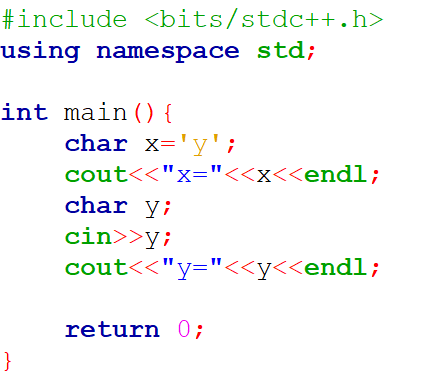 #include <bits/stdc++.h>
using namespace std;

int main(){
    char x='y';
    cout<<"x="<<x<<endl;
    char y;
    cin>>y;
    cout<<"y="<<y<<endl;

    return 0;
}